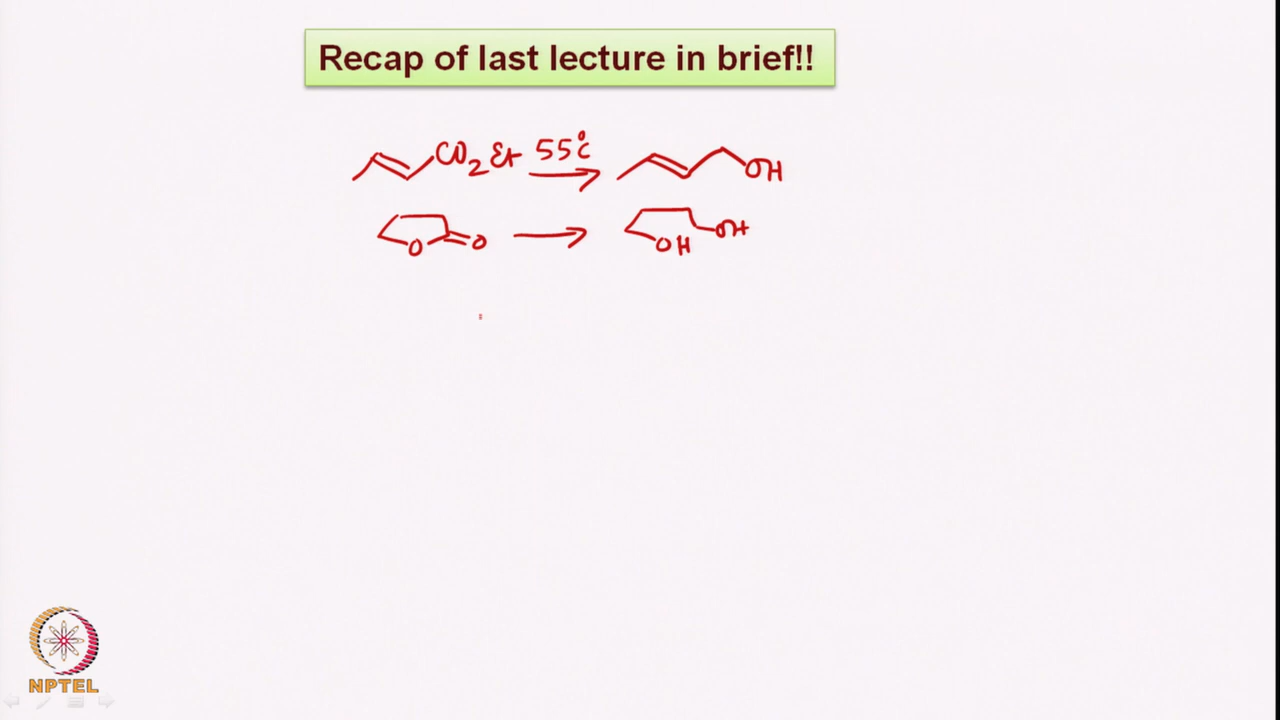 Recap of last lecture in brief!!
CO2Et 55°C OH
O O OH OH
NPTEL